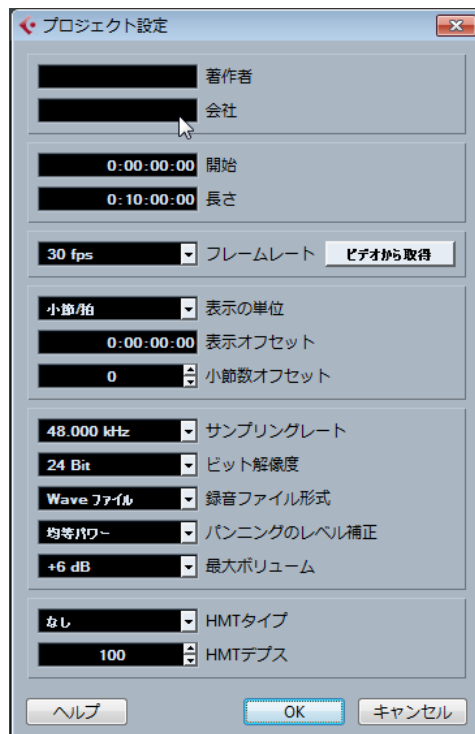 プロジェクト設定
著作者
会社
0:00:00:00 開始
0:10:00:00 長さ
30 fps フレームレート ビデオから取得
小節/拍 表示の単位
0:00:00:00 表示オフセット
0 小節数オフセット
48.000 kHz サンプリングレート
24 Bit ビット解像度
Wave ファイル 録音ファイル形式
均等パワー パンニングのレベル補正
+6 dB 最大ボリューム
なし HMTタイプ
100 HMTデプス
ヘルプ OK キャンセル